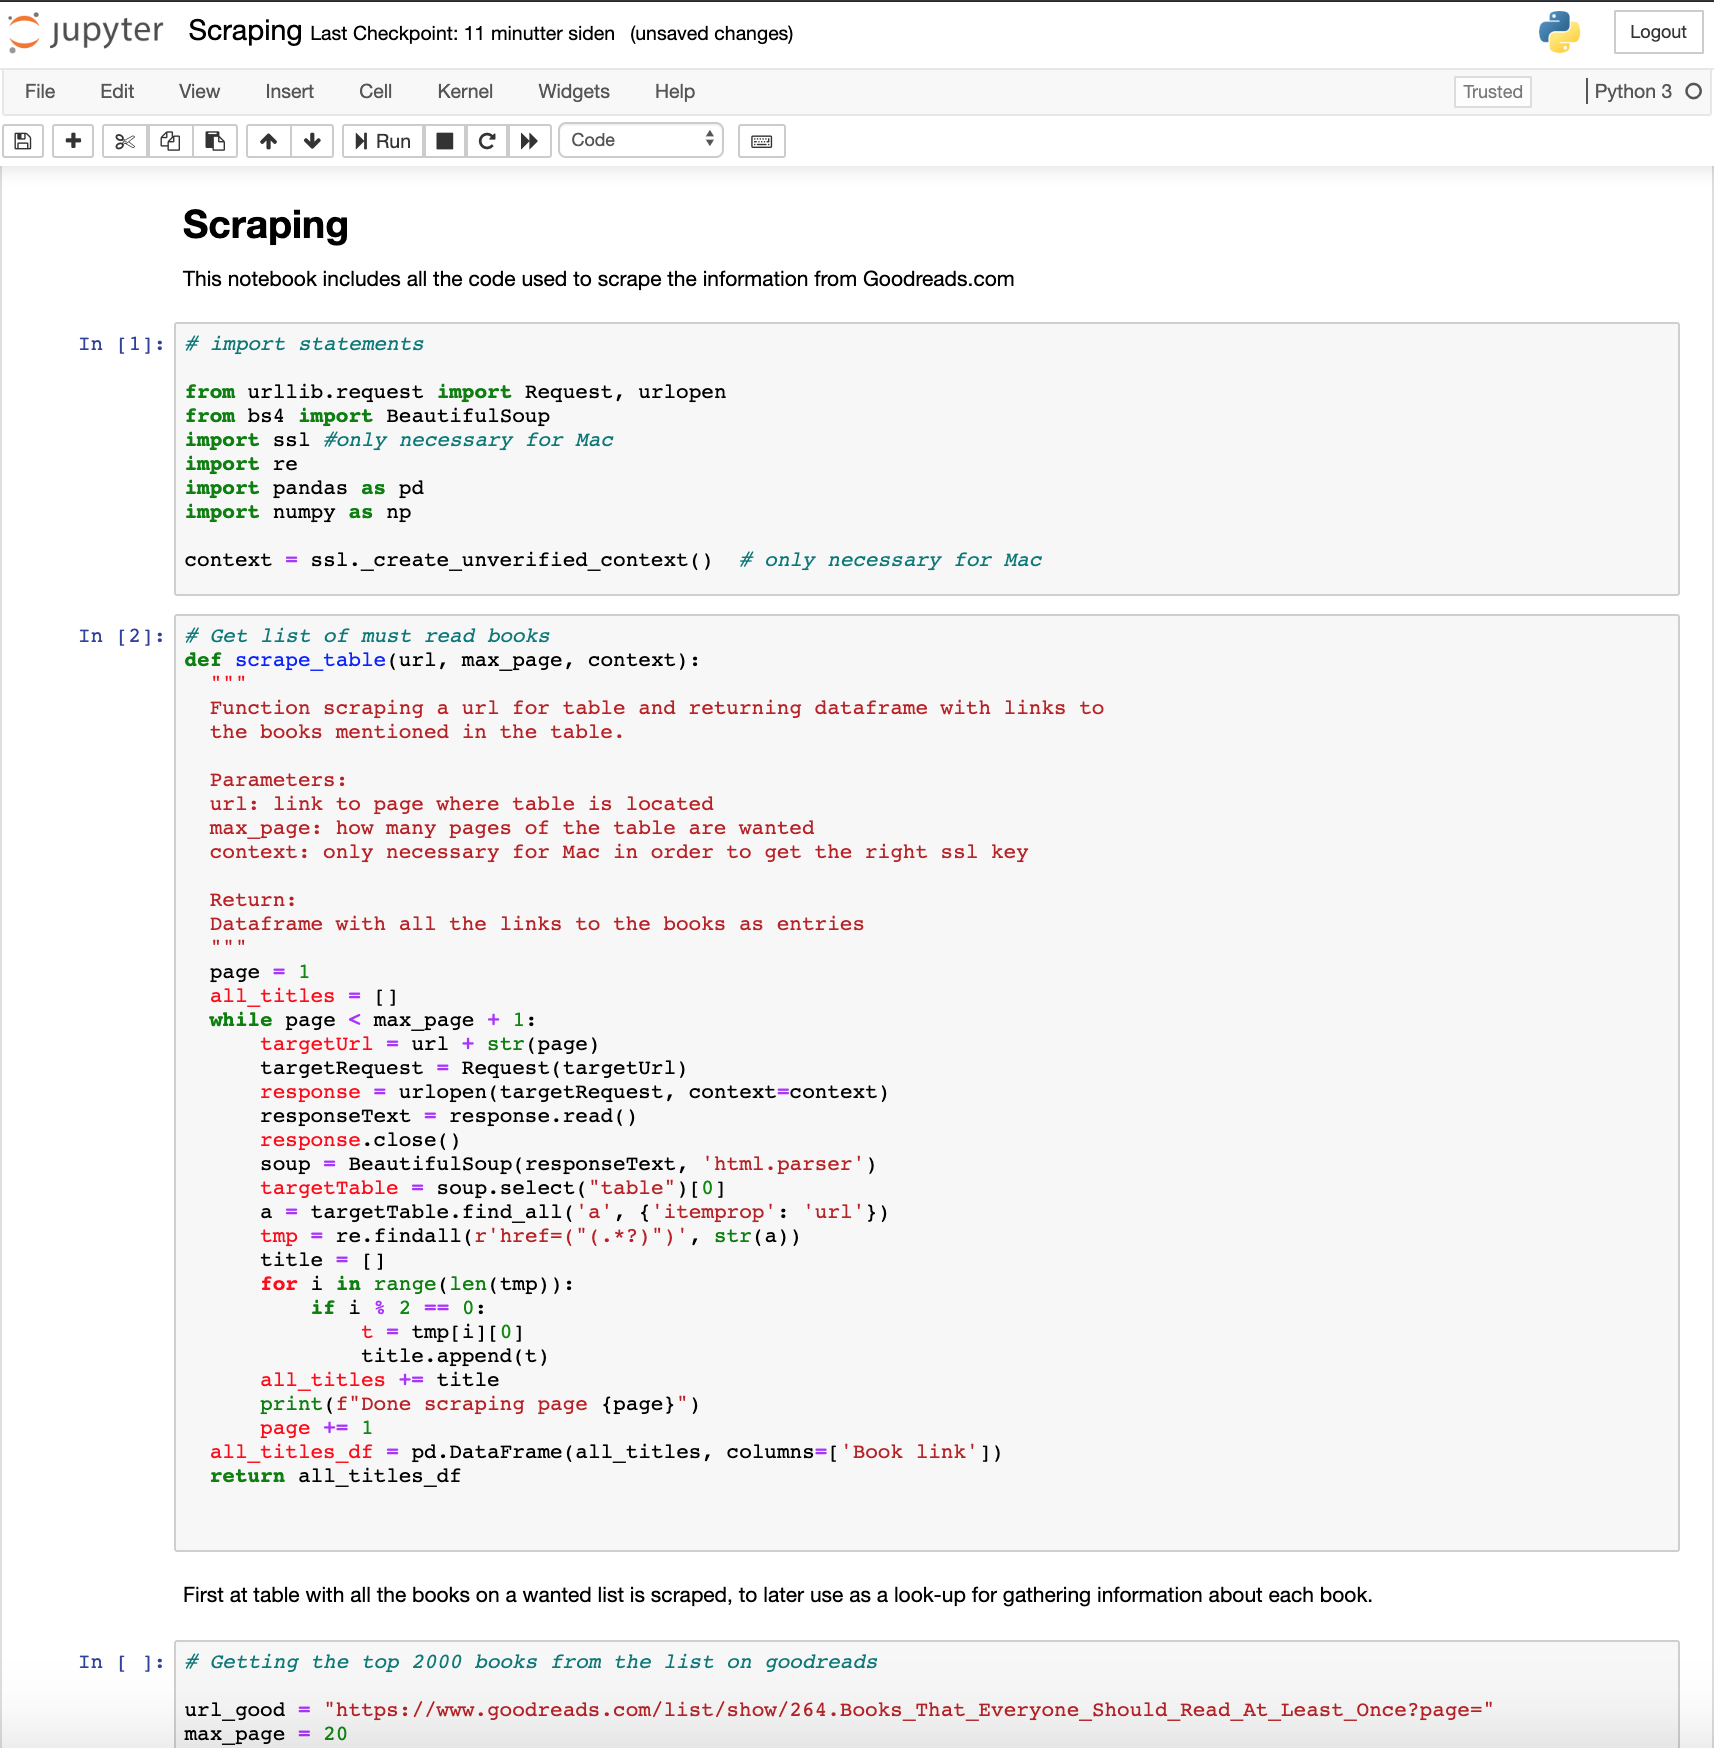 jupyter Scraping Last Checkpoint: 11 minutter siden (unsaved changes) Logout
File Edit View Insert Cell Kernel Widgets Help Trusted Python 3
Run Code
Scraping
This notebook includes all the code used to scrape the information from Goodreads.com
In [1]: # import statements
from urllib.request import Request, urlopen
from bs4 import BeautifulSoup
import ssl #only necessary for Mac
import re
import pandas as pd
import numpy as np
context = ssl._create_unverified_context()  # only necessary for Mac
In [2]: # Get list of must read books
def scrape_table(url, max_page, context):
  """
  Function scraping a url for table and returning dataframe with links to
  the books mentioned in the table.
  Parameters:
  url: link to page where table is located
  max_page: how many pages of the table are wanted
  context: only necessary for Mac in order to get the right ssl key
  Return:
  Dataframe with all the links to the books as entries
  """
  page = 1
  all_titles = []
  while page < max_page + 1:
      targetUrl = url + str(page)
      targetRequest = Request(targetUrl)
      response = urlopen(targetRequest, context=context)
      responseText = response.read()
      response.close()
      soup = BeautifulSoup(responseText, 'html.parser')
      targetTable = soup.select("table")[0]
      a = targetTable.find_all('a', {'itemprop': 'url'})
      tmp = re.findall(r'href=("(.*?)")', str(a))
      title = []
      for i in range(len(tmp)):
          if i % 2 == 0:
              t = tmp[i][0]
              title.append(t)
      all_titles += title
      print(f"Done scraping page {page}")
      page += 1
  all_titles_df = pd.DataFrame(all_titles, columns=['Book link'])
  return all_titles_df
First at table with all the books on a wanted list is scraped, to later use as a look-up for gathering information about each book.
In [ ]: # Getting the top 2000 books from the list on goodreads
url_good = "https://www.goodreads.com/list/show/264.Books_That_Everyone_Should_Read_At_Least_Once?page="
max_page = 20